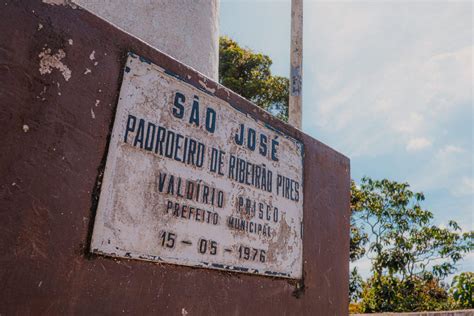 SÃO JOSÉ
PADROEIRO DE RIBEIRÃO PIRES
VALDÍRIO PRISCO
PREFEITO MUNICIPAL
15-05-1976